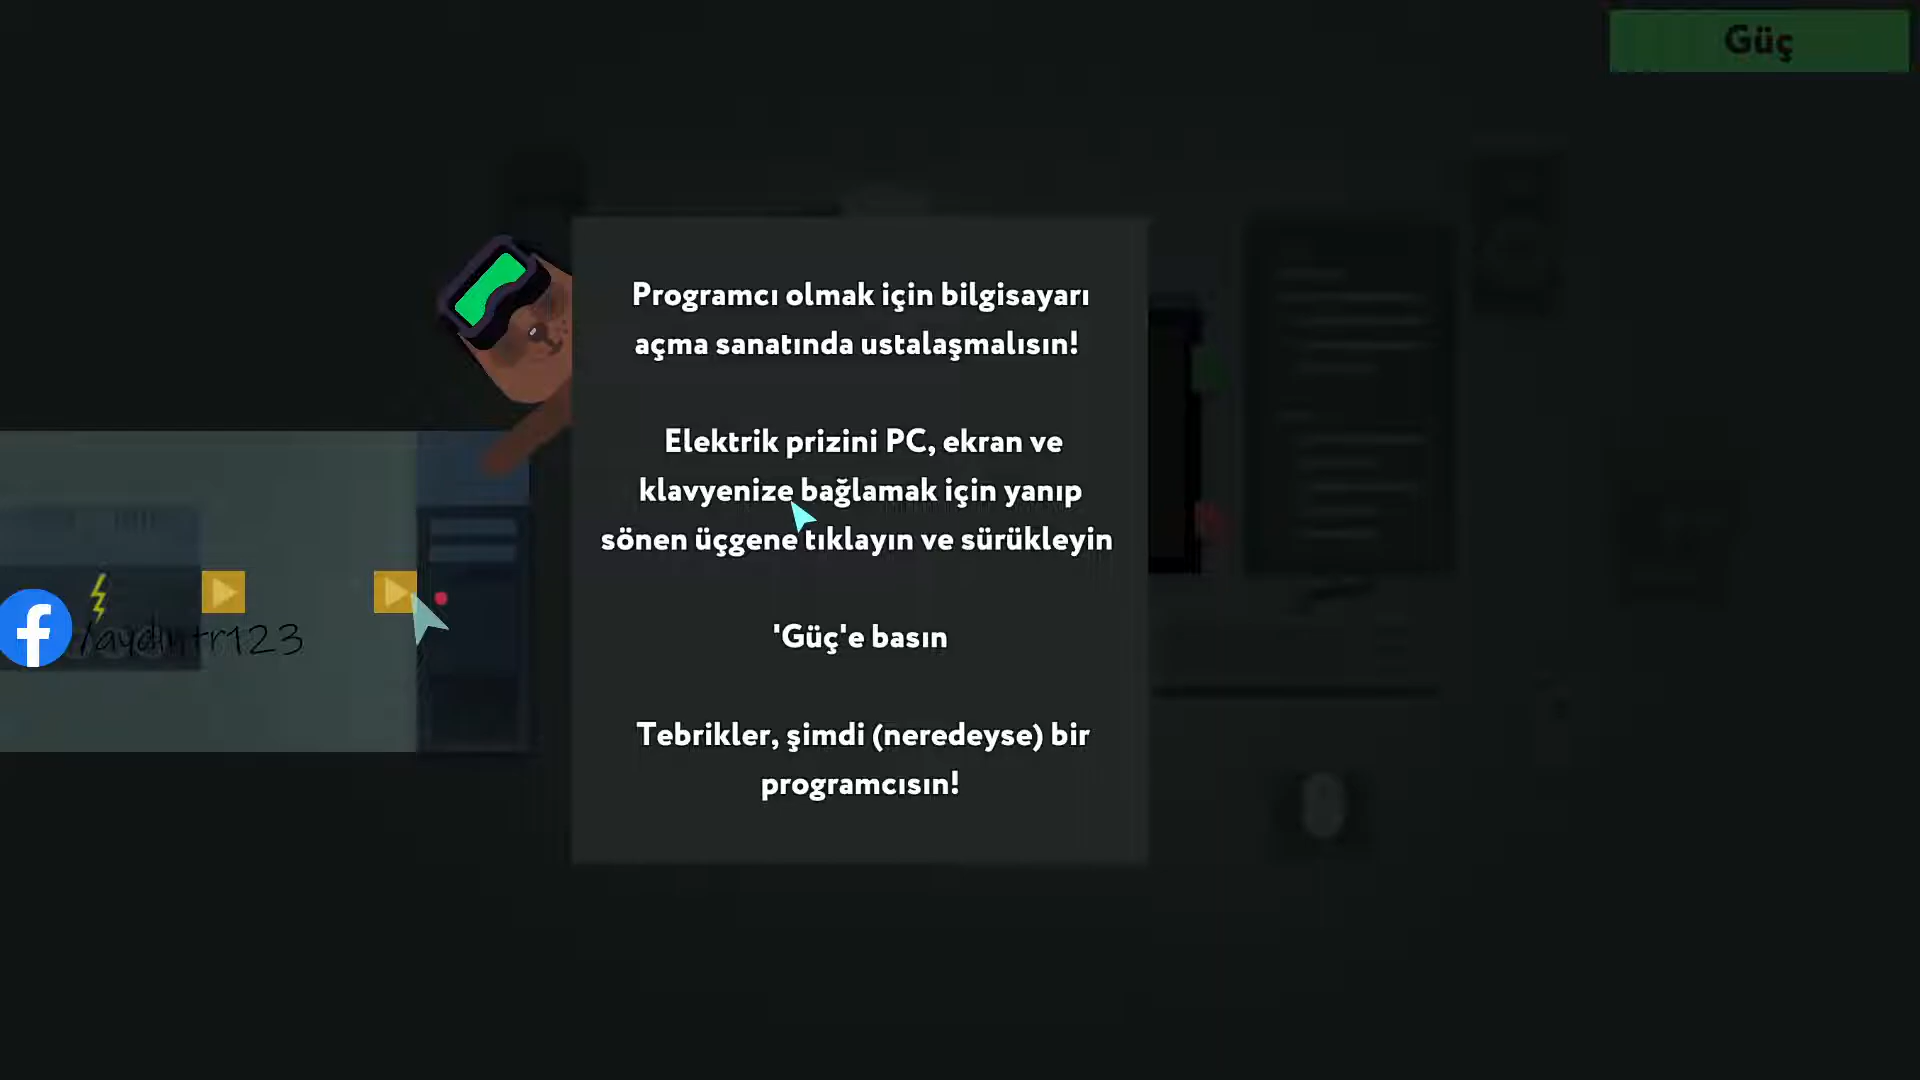 Güç
Programcı olmak için bilgisayarı
açma sanatında ustalaşmalısın!
Elektrik prizini PC, ekran ve
klavyenize bağlamak için yanıp
sönen üçgene tıklayın ve sürükleyin
'Güç'e basın
Tebrikler, şimdi (neredeyse) bir
programcısın!
/aydıntr123